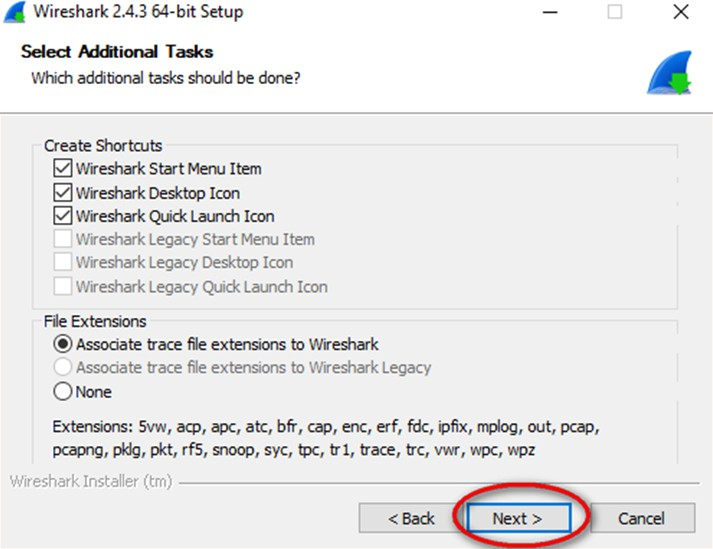 Wireshark 2.4.3 64-bit Setup
Select Additional Tasks
Which additional tasks should be done?
Create Shortcuts
Wireshark Start Menu Item
Wireshark Desktop Icon
Wireshark Quick Launch Icon
Wireshark Legacy Start Menu Item
Wireshark Legacy Desktop Icon
Wireshark Legacy Quick Launch Icon
File Extensions
Associate trace file extensions to Wireshark
Associate trace file extensions to Wireshark Legacy
None
Extensions: 5vw, acp, apc, atc, bfr, cap, enc, erf, fdc, ipfix, mplog, out, pcap,
pcapng, pklg, pkt, rf5, snoop, syc, tpc, tr1, trace, trc, vwr, wpc, wpz
Wireshark Installer (tm)
< Back Next > Cancel